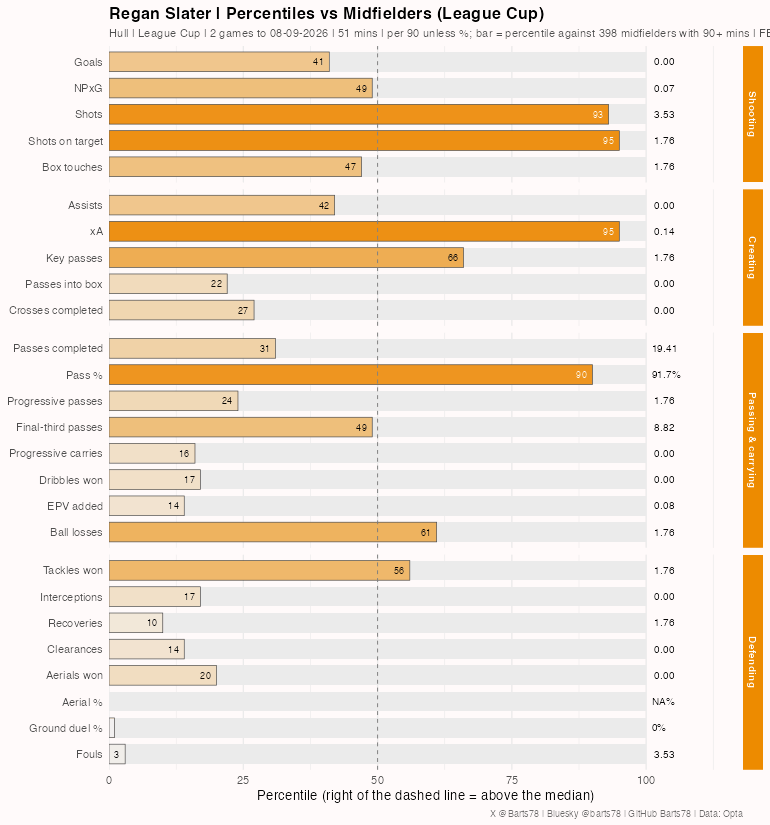 Regan Slater | Percentiles vs Midfielders (League Cup)
Hull | League Cup | 2 games to 08-09-2026 | 51 mins | per 90 unless %; bar = percentile against 398 midfielders with 90+ mins |
Shooting
Goals 41 0.00
NPxG 49 0.07
Shots 93 3.53
Shots on target 95 1.76
Box touches 47 1.76
Creating
Assists 42 0.00
xA 95 0.14
Key passes 66 1.76
Passes into box 22 0.00
Crosses completed 27 0.00
Passing & carrying
Passes completed 31 19.41
Pass % 90 91.7%
Progressive passes 24 1.76
Final-third passes 49 8.82
Progressive carries 16 0.00
Dribbles won 17 0.00
EPV added 14 0.08
Ball losses 61 1.76
Defending
Tackles won 56 1.76
Interceptions 17 0.00
Recoveries 10 1.76
Clearances 14 0.00
Aerials won 20 0.00
Aerial % NA%
Ground duel % 0%
Fouls 3 3.53
0 25 50 75 100
Percentile (right of the dashed line = above the median)
X @Barts78 | Bluesky @barts78 | GitHub Barts78 | Data: Opta